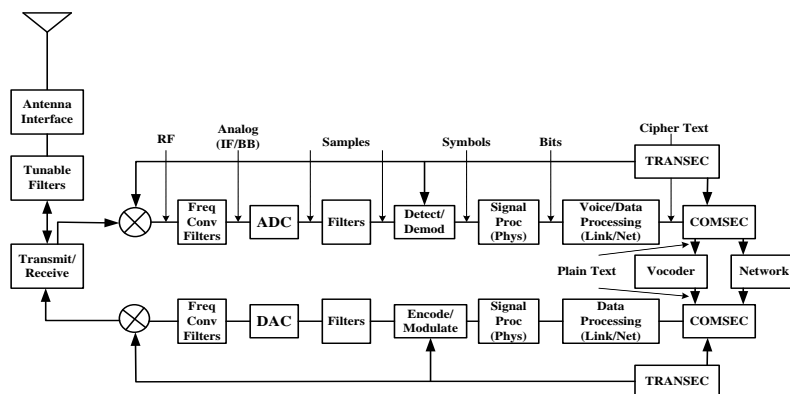 Antenna
Interface
Tunable
Filters
Transmit/
Receive
RF
Analog
(IF/BB)
Samples
Symbols
Bits
Cipher Text
TRANSEC
Freq
Conv
Filters
ADC
Filters
Detect/
Demod
Signal
Proc
(Phys)
Voice/Data
Processing
(Link/Net)
COMSEC
Plain Text
Vocoder
Network
Freq
Conv
Filters
DAC
Filters
Encode/
Modulate
Signal
Proc
(Phys)
Data
Processing
(Link/Net)
COMSEC
TRANSEC